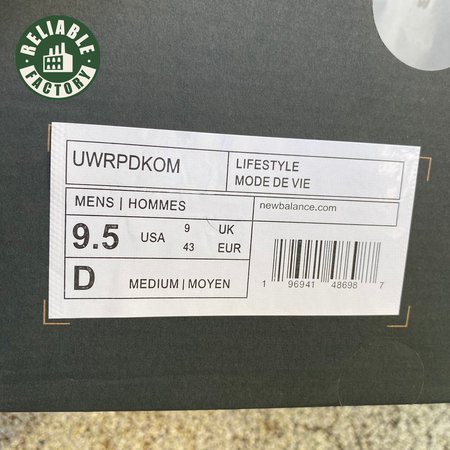 RELIABLE
FACTORY
UWRPDKOM
LIFESTYLE
MODE DE VIE
MENS | HOMMES
newbalance.com
9.5 USA 9 UK
43 EUR
D MEDIUM | MOYEN
1 96941 48698 7